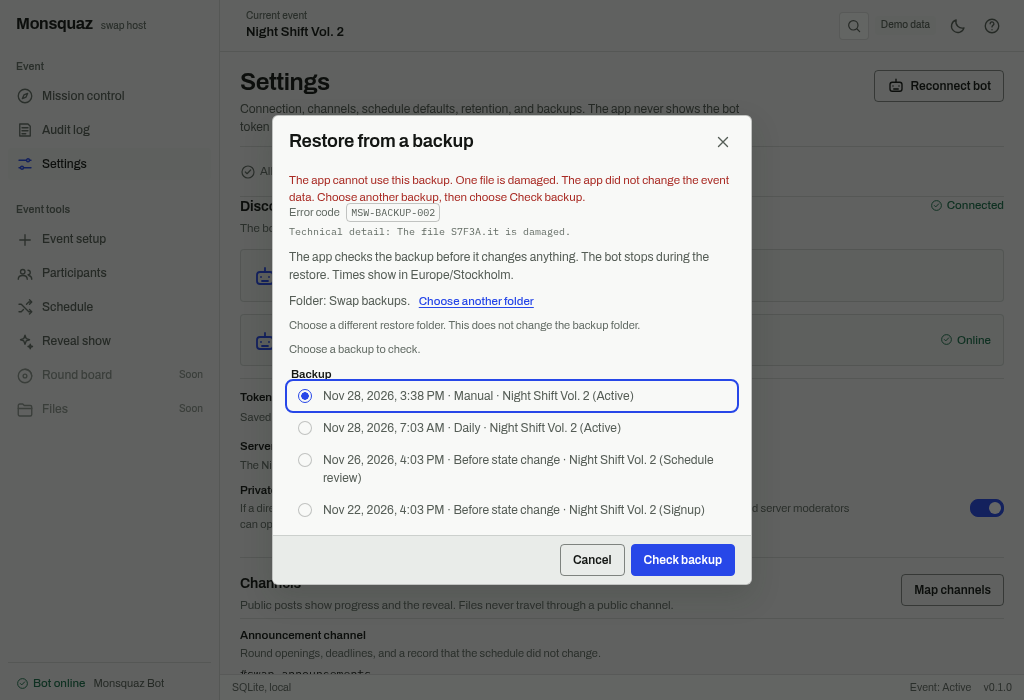 Monsquaz swap host
Event
Mission control
Audit log
Settings
Event tools
Event setup
Participants
Schedule
Reveal show
Round board Soon
Files Soon
Bot online Monsquaz Bot
Current event
Night Shift Vol. 2
Demo data
Settings
Connection, channels, schedule defaults, retention, and backups. The app never shows the bot
token
Reconnect bot
Connected
Online
Restore from a backup
The app cannot use this backup. One file is damaged. The app did not change the event
data. Choose another backup, then choose Check backup.
Error code MSW-BACKUP-002
Technical detail: The file S7F3A.it is damaged.
The app checks the backup before it changes anything. The bot stops during the
restore. Times show in Europe/Stockholm.
Folder: Swap backups. Choose another folder
Choose a different restore folder. This does not change the backup folder.
Choose a backup to check.
Backup
Nov 28, 2026, 3:38 PM · Manual · Night Shift Vol. 2 (Active)
Nov 28, 2026, 7:03 AM · Daily · Night Shift Vol. 2 (Active)
Nov 26, 2026, 4:03 PM · Before state change · Night Shift Vol. 2 (Schedule
review)
Nov 22, 2026, 4:03 PM · Before state change · Night Shift Vol. 2 (Signup)
Cancel
Check backup
Token
Saved
server moderators
can
Channels
Public posts show progress and the reveal. Files never travel through a public channel.
Map channels
Announcement channel
Round openings, deadlines, and a record that the schedule did not change.
#swap-announcements
SQLite, local
Event: Active v0.1.0